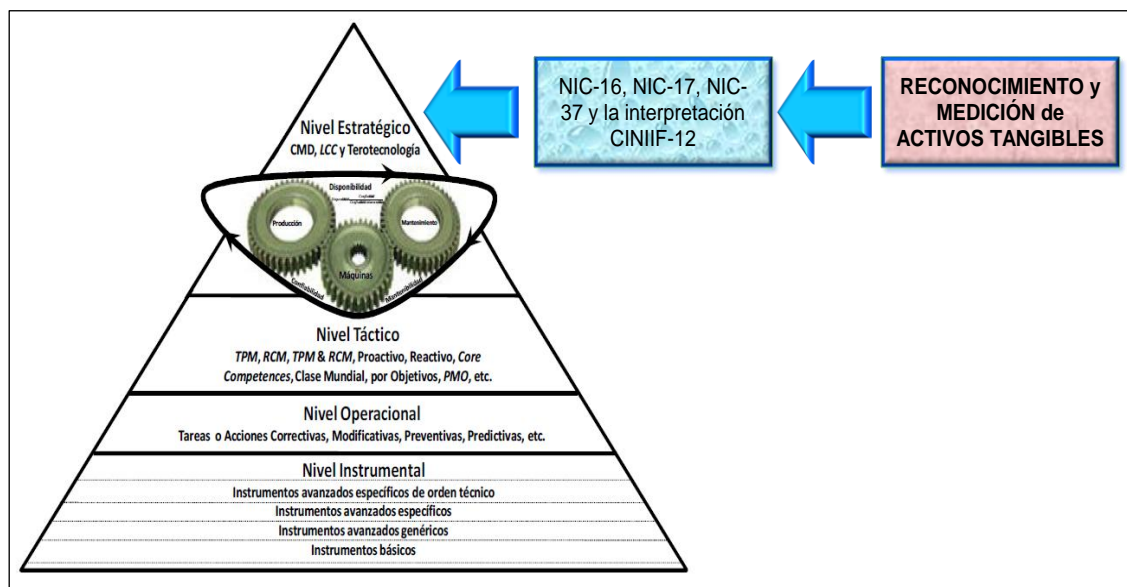 Nivel Estratégico
CMD, LCC y Terotecnología
NIC-16, NIC-17, NIC-
37 y la interpretación
CINIIF-12
RECONOCIMIENTO y
MEDICIÓN de
ACTIVOS TANGIBLES
Disponibilidad
Producción
Mantenimiento
Máquinas
Confiabilidad
Mantenibilidad
Nivel Táctico
TPM, RCM, TPM & RCM, Proactivo, Reactivo, Core
Competences, Clase Mundial, por Objetivos, PMO, etc.
Nivel Operacional
Tareas o Acciones Correctivas, Modificativas, Preventivas, Predictivas, etc.
Nivel Instrumental
Instrumentos avanzados específicos de orden técnico
Instrumentos avanzados específicos
Instrumentos avanzados genéricos
Instrumentos básicos